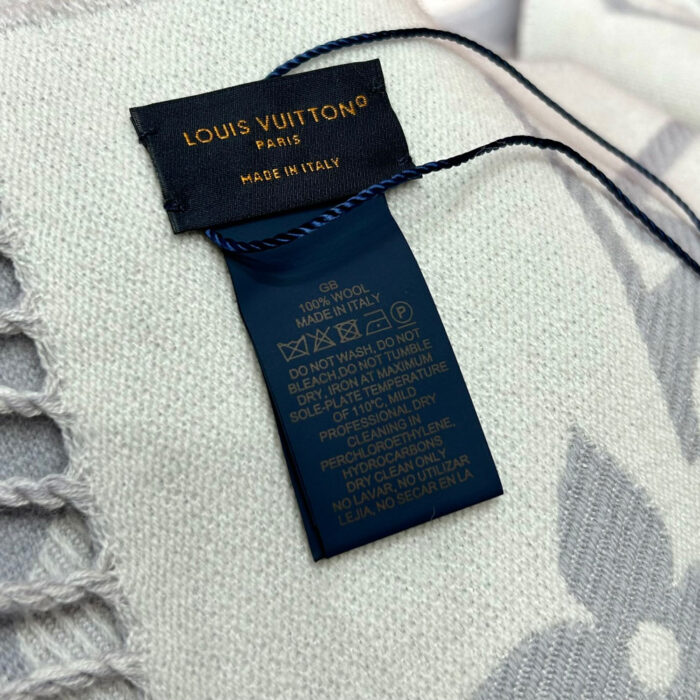 LOUIS VUITTON
PARIS
MADE IN ITALY
GB
100% WOOL
MADE IN ITALY
P
DO NOT WASH, DO NOT
BLEACH,DO NOT TUMBLE
DRY, IRON AT MAXIMUM
SOLE-PLATE TEMPERATURE
OF 110°C, MILD
PROFESSIONAL DRY
CLEANING IN
PERCHLOROETHYLENE,
HYDROCARBONS
DRY CLEAN ONLY
NO LAVAR, NO UTILIZAR
LEJIA, NO SECAR EN LA